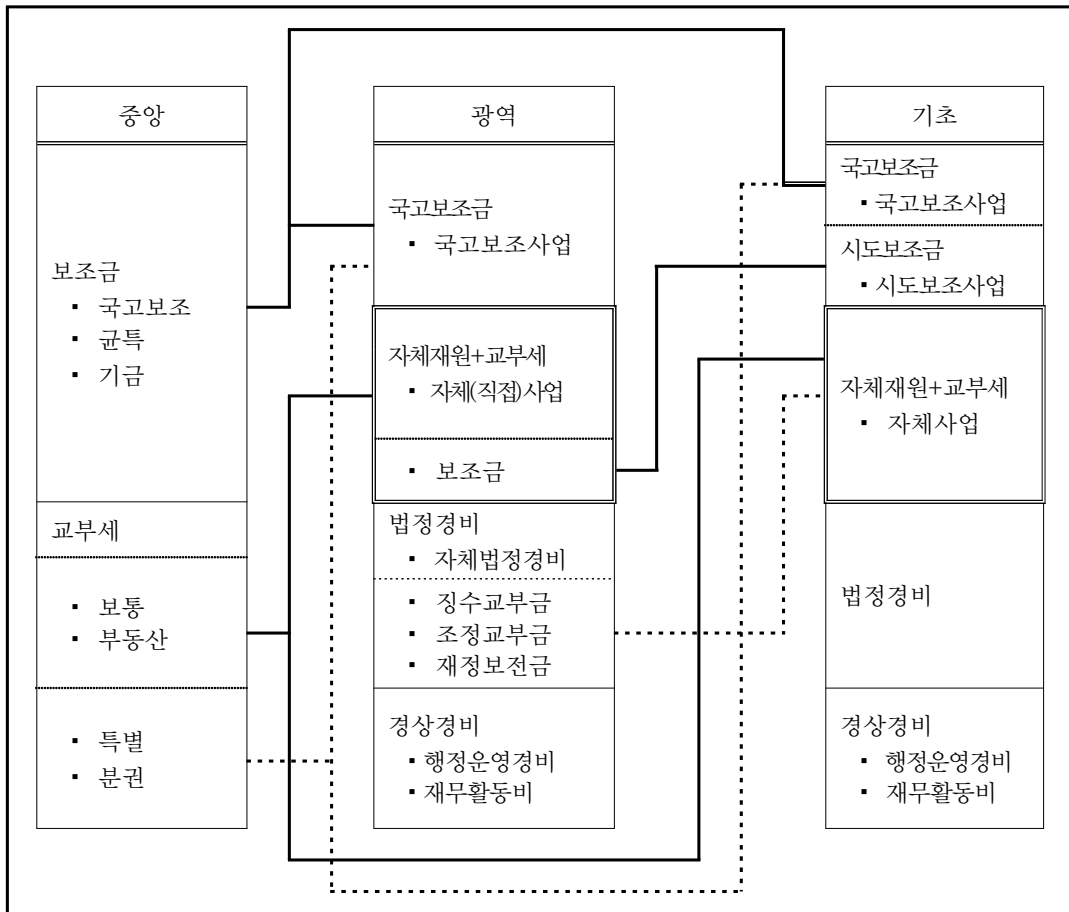 중앙
보조금
▪ 국고보조
▪ 균특
▪ 기금
교부세
▪ 보통
▪ 부동산
▪ 특별
▪ 분권
광역
국고보조금
▪ 국고보조사업
자체재원+교부세
▪ 자체(직접)사업
▪ 보조금
법정경비
▪ 자체법정경비
▪ 징수교부금
▪ 조정교부금
▪ 재정보전금
경상경비
▪ 행정운영경비
▪ 재무활동비
기초
국고보조금
▪ 국고보조사업
시도보조금
▪ 시도보조사업
자체재원+교부세
▪ 자체사업
법정경비
경상경비
▪ 행정운영경비
▪ 재무활동비